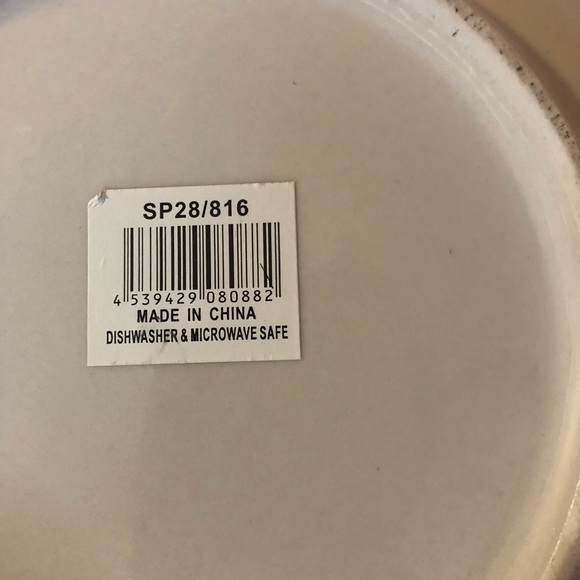 SP28/816
4 539429 080882
MADE IN CHINA
DISHWASHER & MICROWAVE SAFE